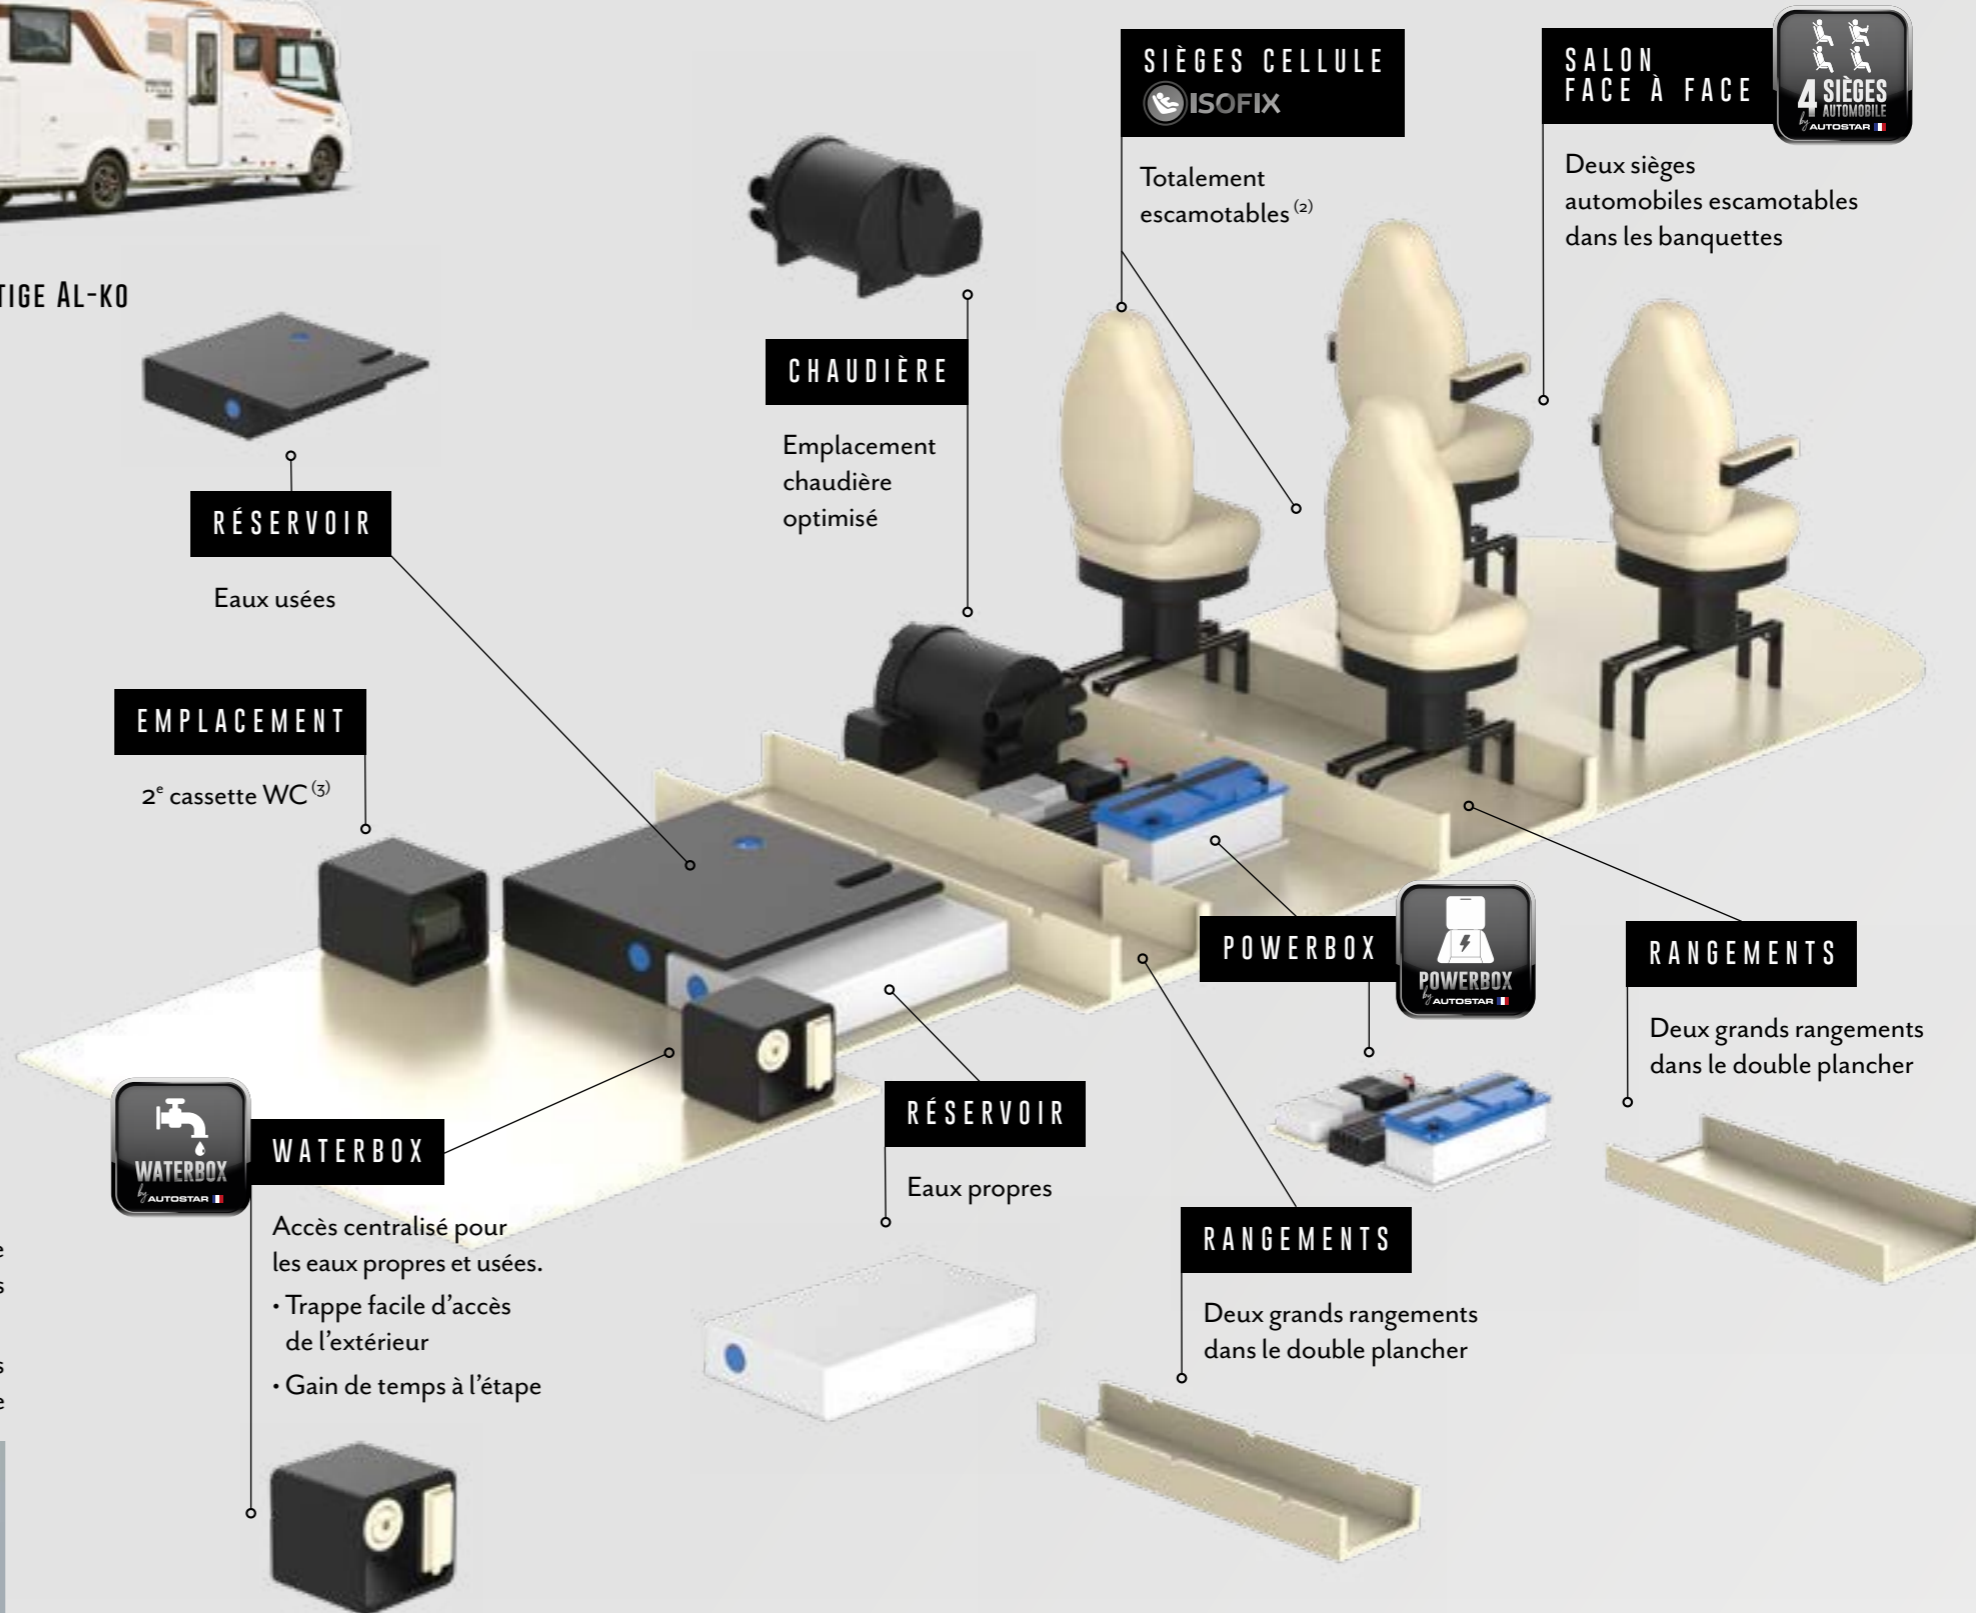 TIGE AL-KO
SIÈGES CELLULE
ISOFIX
Totalement
escamotables (2)
SALON
FACE À FACE
4 SIÈGES
AUTOMOBILE
by AUTOSTAR
Deux sièges
automobiles escamotables
dans les banquettes
CHAUDIÈRE
Emplacement
chaudière
optimisé
RÉSERVOIR
Eaux usées
EMPLACEMENT
2e cassette WC (3)
POWERBOX
POWERBOX
by AUTOSTAR
RANGEMENTS
Deux grands rangements
dans le double plancher
WATERBOX
by AUTOSTAR
WATERBOX
Accès centralisé pour
les eaux propres et usées.
• Trappe facile d’accès
de l’extérieur
• Gain de temps à l’étape
RÉSERVOIR
Eaux propres
RANGEMENTS
Deux grands rangements
dans le double plancher
e
s
s
e